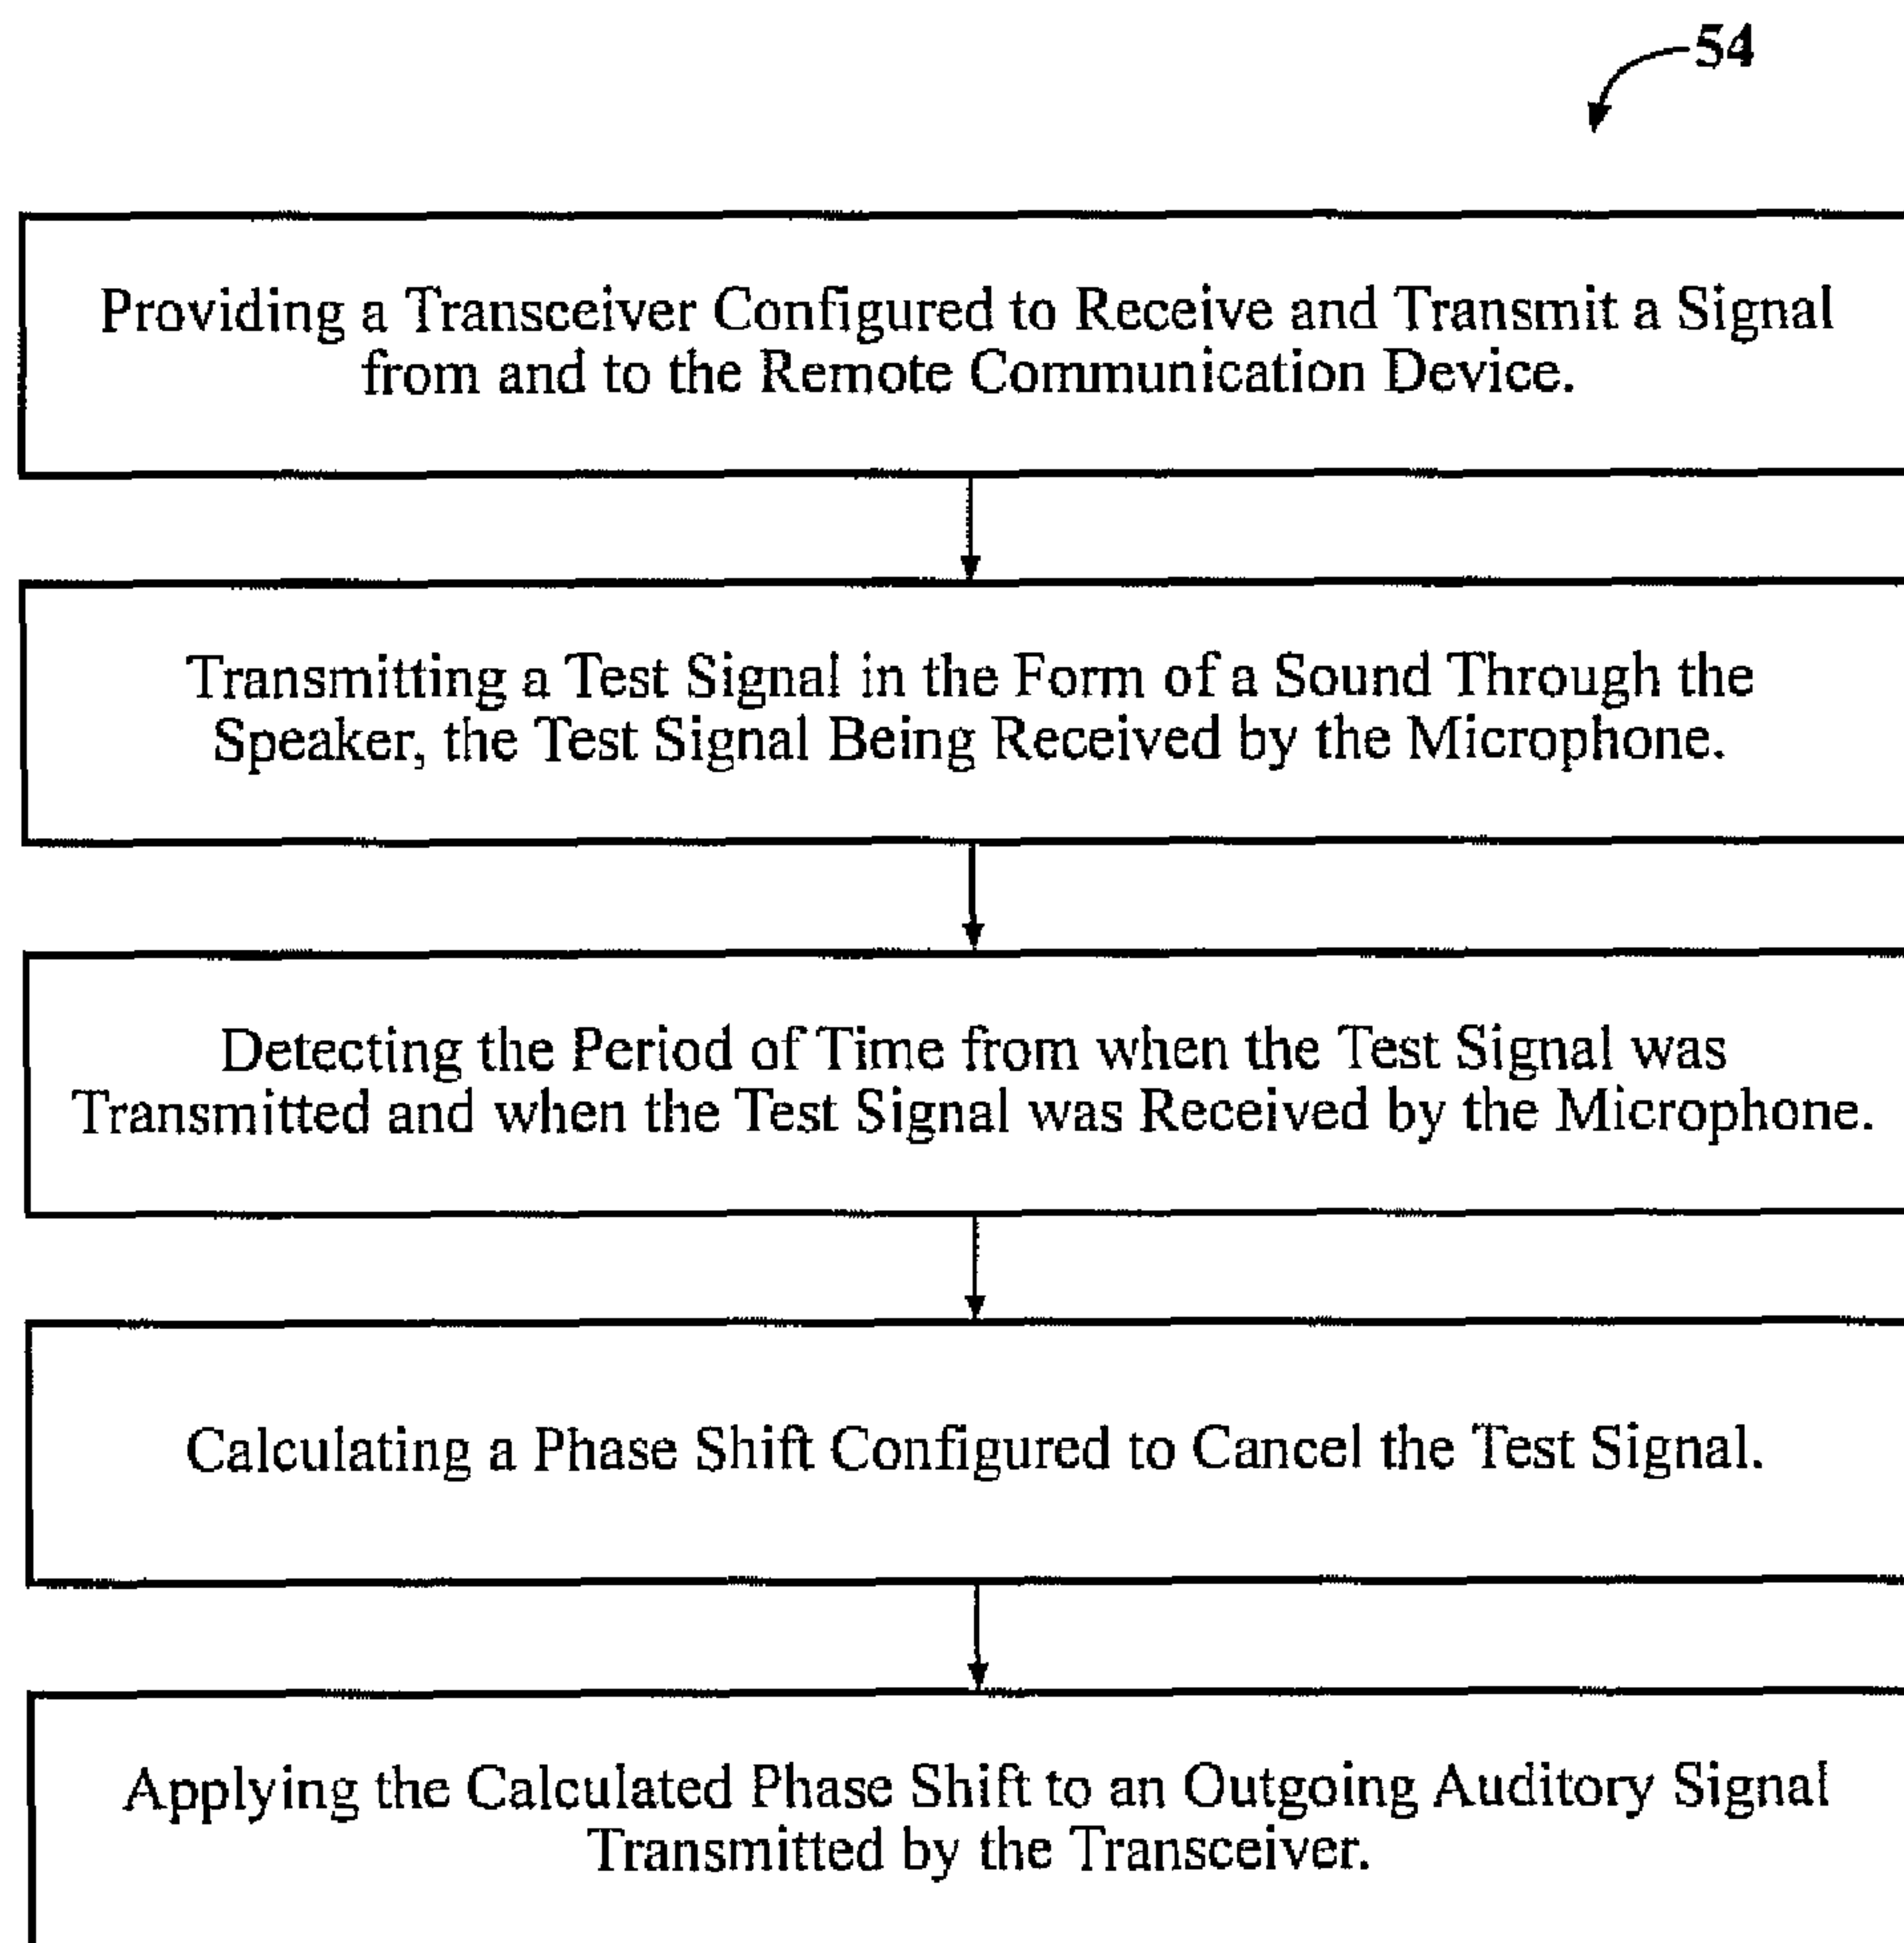 54
Providing a Transceiver Configured to Receive and Transmit a Signal
from and to the Remote Communication Device.
Transmitting a Test Signal in the Form of a Sound Through the
Speaker, the Test Signal Being Received by the Microphone.
Detecting the Period of Time from when the Test Signal was
Transmitted and when the Test Signal was Received by the Microphone.
Calculating a Phase Shift Configured to Cancel the Test Signal.
Applying the Calculated Phase Shift to an Outgoing Auditory Signal
Transmitted by the Transceiver.